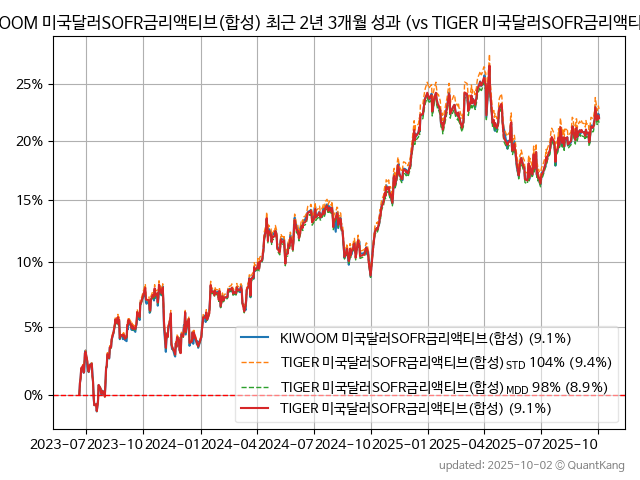 OOM 미국달러SOFR금리액티브(합성) 최근 2년 3개월 성과 (vs TIGER 미국달러SOFR금리액티
25%
20%
15%
10%
5%
0%
KIWOOM 미국달러SOFR금리액티브(합성) (9.1%)
TIGER 미국달러SOFR금리액티브(합성) STD 104% (9.4%)
TIGER 미국달러SOFR금리액티브(합성) MDD 98% (8.9%)
TIGER 미국달러SOFR금리액티브(합성) (9.1%)
2023-07 2023-10 2024-01 2024-04 2024-07 2024-10 2025-01 2025-04 2025-07 2025-10
updated: 2025-10-02 © QuantKang